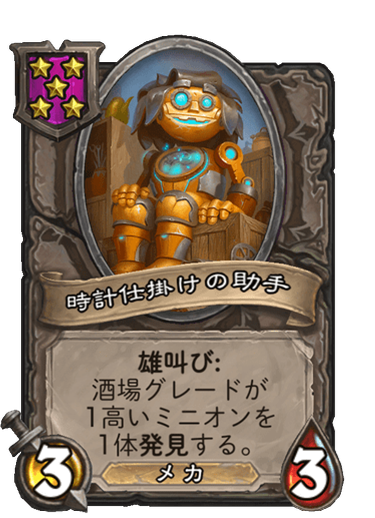 時計仕掛けの助手
雄叫び:
酒場グレードが
1高いミニオンを
1体発見する。
メカ
3
3